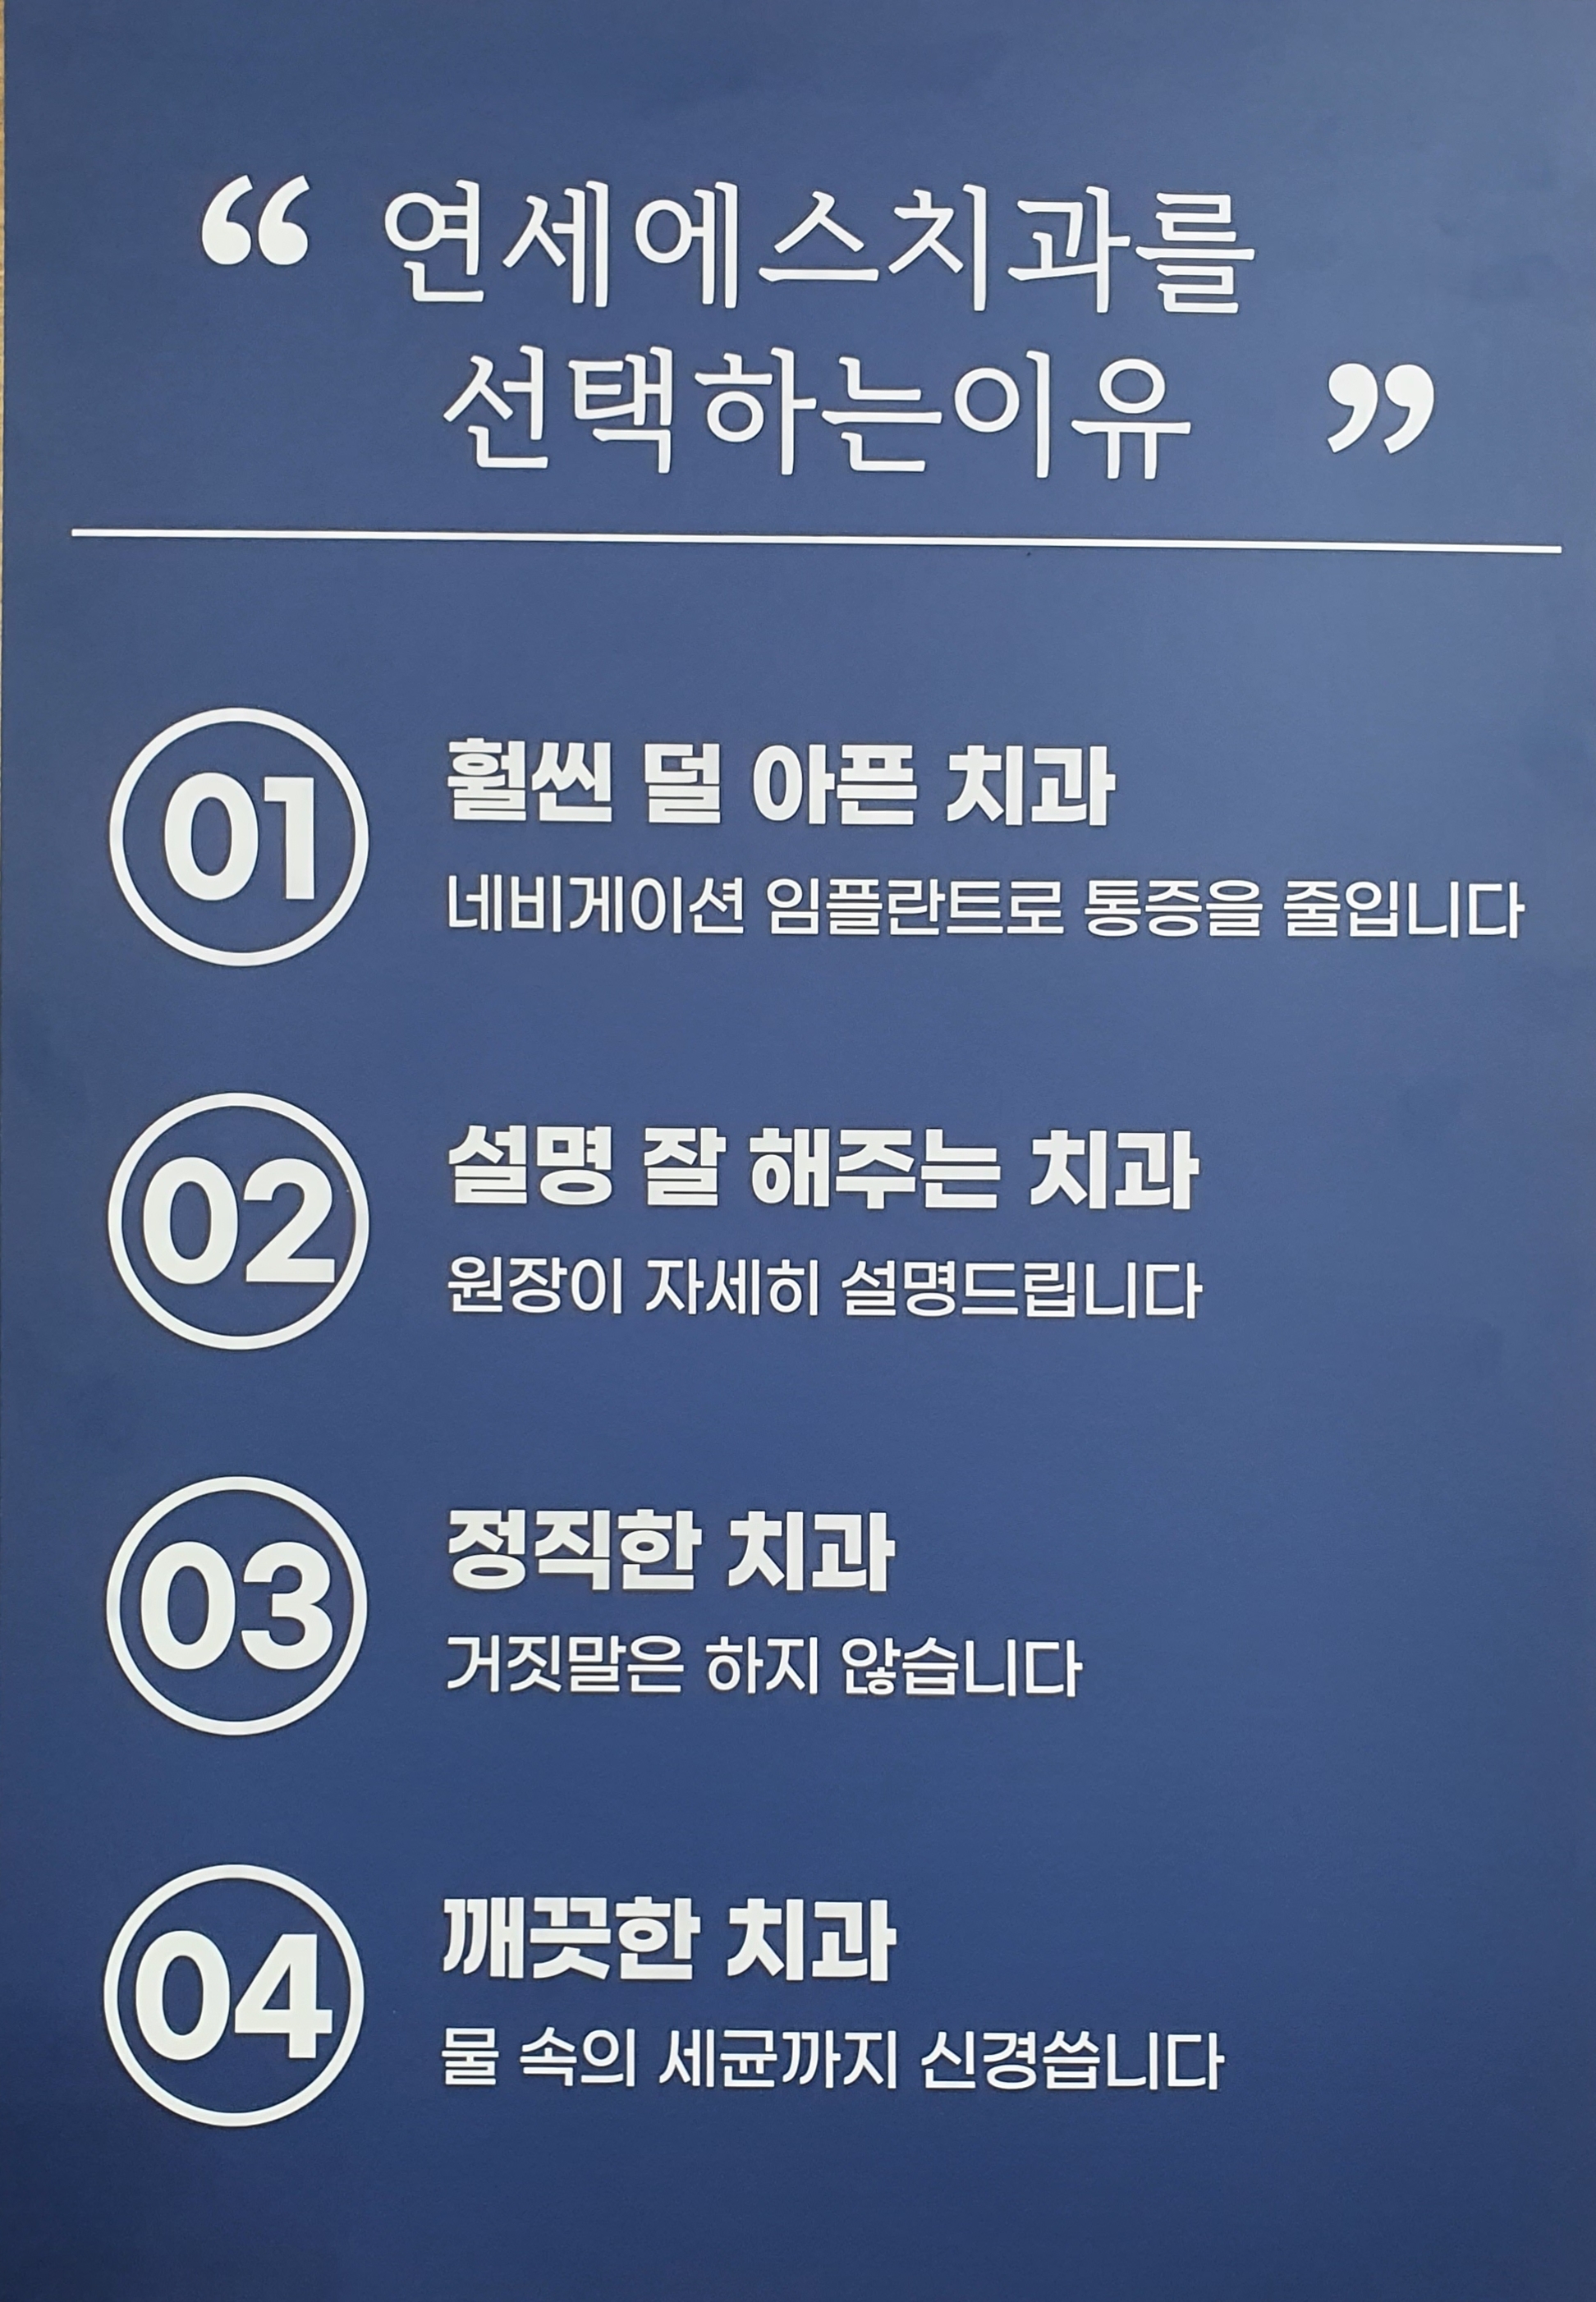 “ 연세에스치과를
선택하는이유 ”
01
훨씬 덜 아픈 치과
네비게이션 임플란트로 통증을 줄입니다
02
설명 잘 해주는 치과
원장이 자세히 설명드립니다
03
정직한 치과
거짓말은 하지 않습니다
04
깨끗한 치과
물 속의 세균까지 신경씁니다